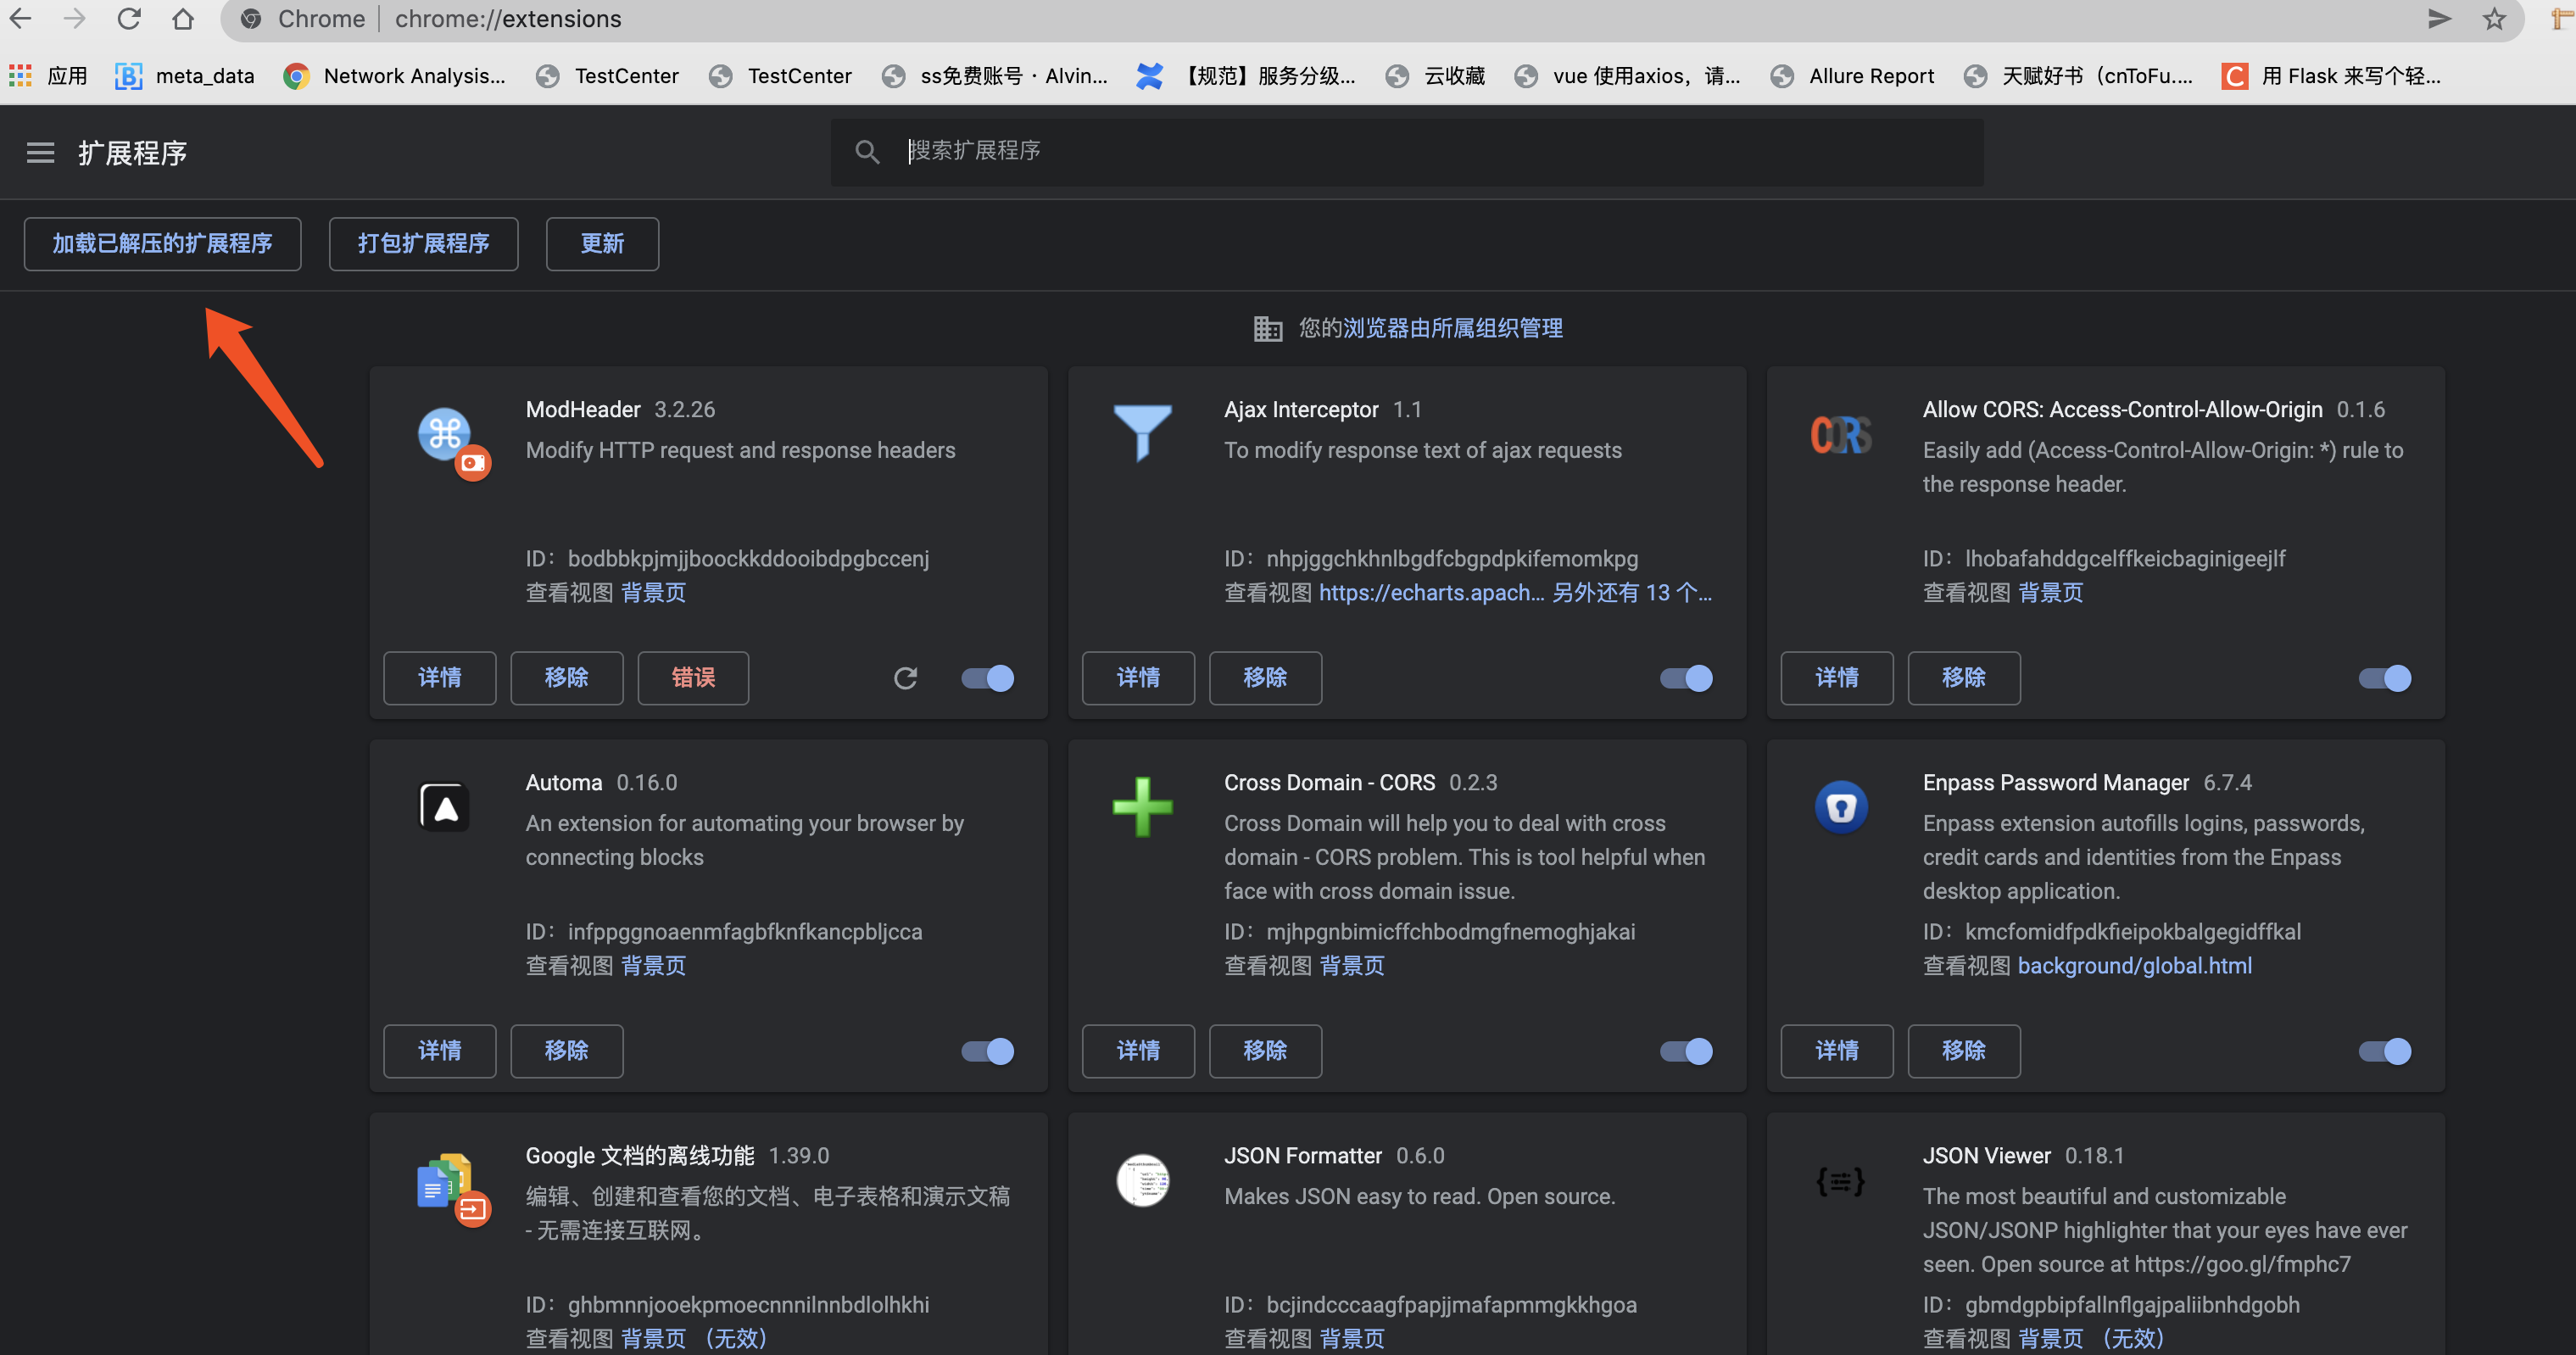 Chrome | chrome://extensions
应用 meta_data Network Analysis... TestCenter TestCenter ss免费账号 · Alvin... 【规范】服务分级... 云收藏 vue 使用axios，请... Allure Report 天赋好书（cnToFu.... 用 Flask 来写个轻...
扩展程序 搜索扩展程序
加载已解压的扩展程序 打包扩展程序 更新
您的浏览器由所属组织管理
ModHeader 3.2.26
Modify HTTP request and response headers
ID：bodbbkpjmjjboockkddooibdpgbccenj
查看视图 背景页
详情 移除 错误
Ajax Interceptor 1.1
To modify response text of ajax requests
ID：nhpjggchkhnlbgdfcbgpdpkifemomkpg
查看视图 https://echarts.apach... 另外还有 13 个...
详情 移除
CORS
Allow CORS: Access-Control-Allow-Origin 0.1.6
Easily add (Access-Control-Allow-Origin: *) rule to
the response header.
ID：lhobafahddgcelffkeicbaginigeejlf
查看视图 背景页
详情 移除
Automa 0.16.0
An extension for automating your browser by
connecting blocks
ID：infppggnoaenmfagbfknfkancpbljcca
查看视图 背景页
详情 移除
Cross Domain - CORS 0.2.3
Cross Domain will help you to deal with cross
domain - CORS problem. This is tool helpful when
face with cross domain issue.
ID：mjhpgnbimicffchbodmgfnemoghjakai
查看视图 背景页
详情 移除
Enpass Password Manager 6.7.4
Enpass extension autofills logins, passwords,
credit cards and identities from the Enpass
desktop application.
ID：kmcfomidfpdkfieipokbalgegidffkal
查看视图 background/global.html
详情 移除
Google 文档的离线功能 1.39.0
编辑、创建和查看您的文档、电子表格和演示文稿
- 无需连接互联网。
ID：ghbmnnjooekpmoecnnnilnnbdlolhkhi
查看视图 背景页 （无效）
JSON Formatter 0.6.0
Makes JSON easy to read. Open source.
ID：bcjindcccaagfpapjjmafapmmgkkhgoa
查看视图 背景页
JSON Viewer 0.18.1
The most beautiful and customizable
JSON/JSONP highlighter that your eyes have ever
seen. Open source at https://goo.gl/fmphc7
ID：gbmdgpbipfallnflgajpaliibnhdgobh
查看视图 背景页 （无效）